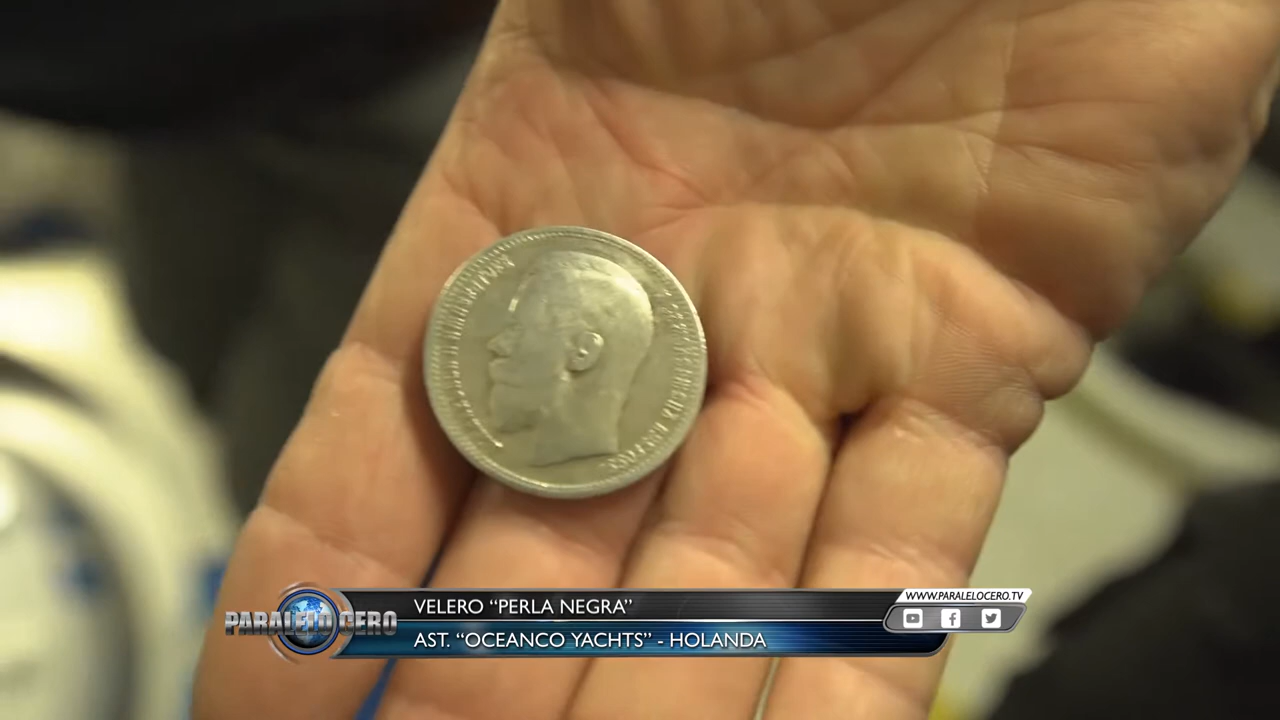 VELERO “PERLA NEGRA”
WWW.PARALELOCERO.TV
PARALELO CERO
AST. “OCEANCO YACHTS” - HOLANDA